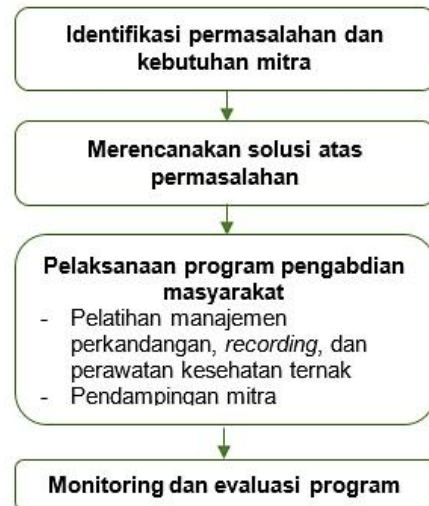 Identifikasi permasalahan dan
kebutuhan mitra
Merencanakan solusi atas
permasalahan
Pelaksanaan program pengabdian
masyarakat
- Pelatihan manajemen
perkandangan, recording, dan
perawatan kesehatan ternak
- Pendampingan mitra
Monitoring dan evaluasi program